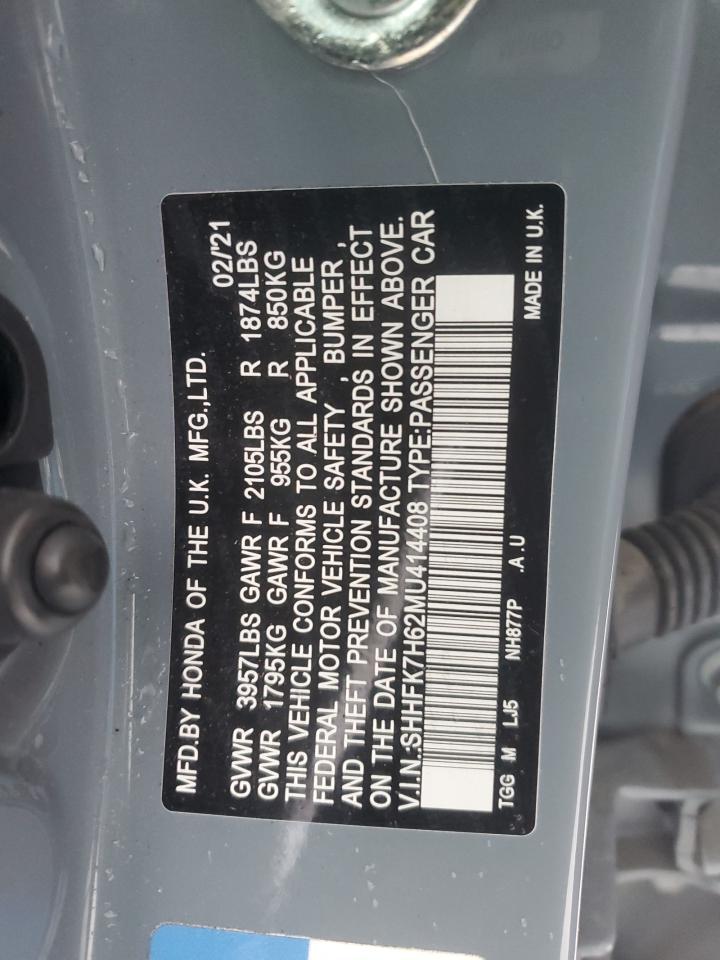 MFD.BY HONDA OF THE U.K. MFG.,LTD. 02/'21
GVWR 3957LBS GAWR F 2105LBS R 1874LBS
GVWR 1795KG GAWR F 955KG R 850KG
THIS VEHICLE CONFORMS TO ALL APPLICABLE
FEDERAL MOTOR VEHICLE SAFETY , BUMPER ,
AND THEFT PREVENTION STANDARDS IN EFFECT
ON THE DATE OF MANUFACTURE SHOWN ABOVE.
V.I.N.:SHHFK7H62MU414408 TYPE:PASSENGER CAR
TGG M LJ5 NH877P .A.U
MADE IN U.K.